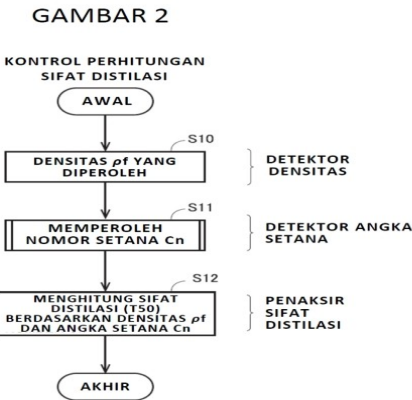 GAMBAR 2
KONTROL PERHITUNGAN
SIFAT DISTILASI
AWAL
S10
DENSITAS ρf YANG
DIPEROLEH
DETEKTOR
DENSITAS
S11
MEMPEROLEH
NOMOR SETANA Cn
DETEKTOR ANGKA
SETANA
S12
MENGHITUNG SIFAT
DISTILASI (T50)
BERDASARKAN DENSITAS ρf
DAN ANGKA SETANA Cn
PENAKSIR
SIFAT
DISTILASI
AKHIR